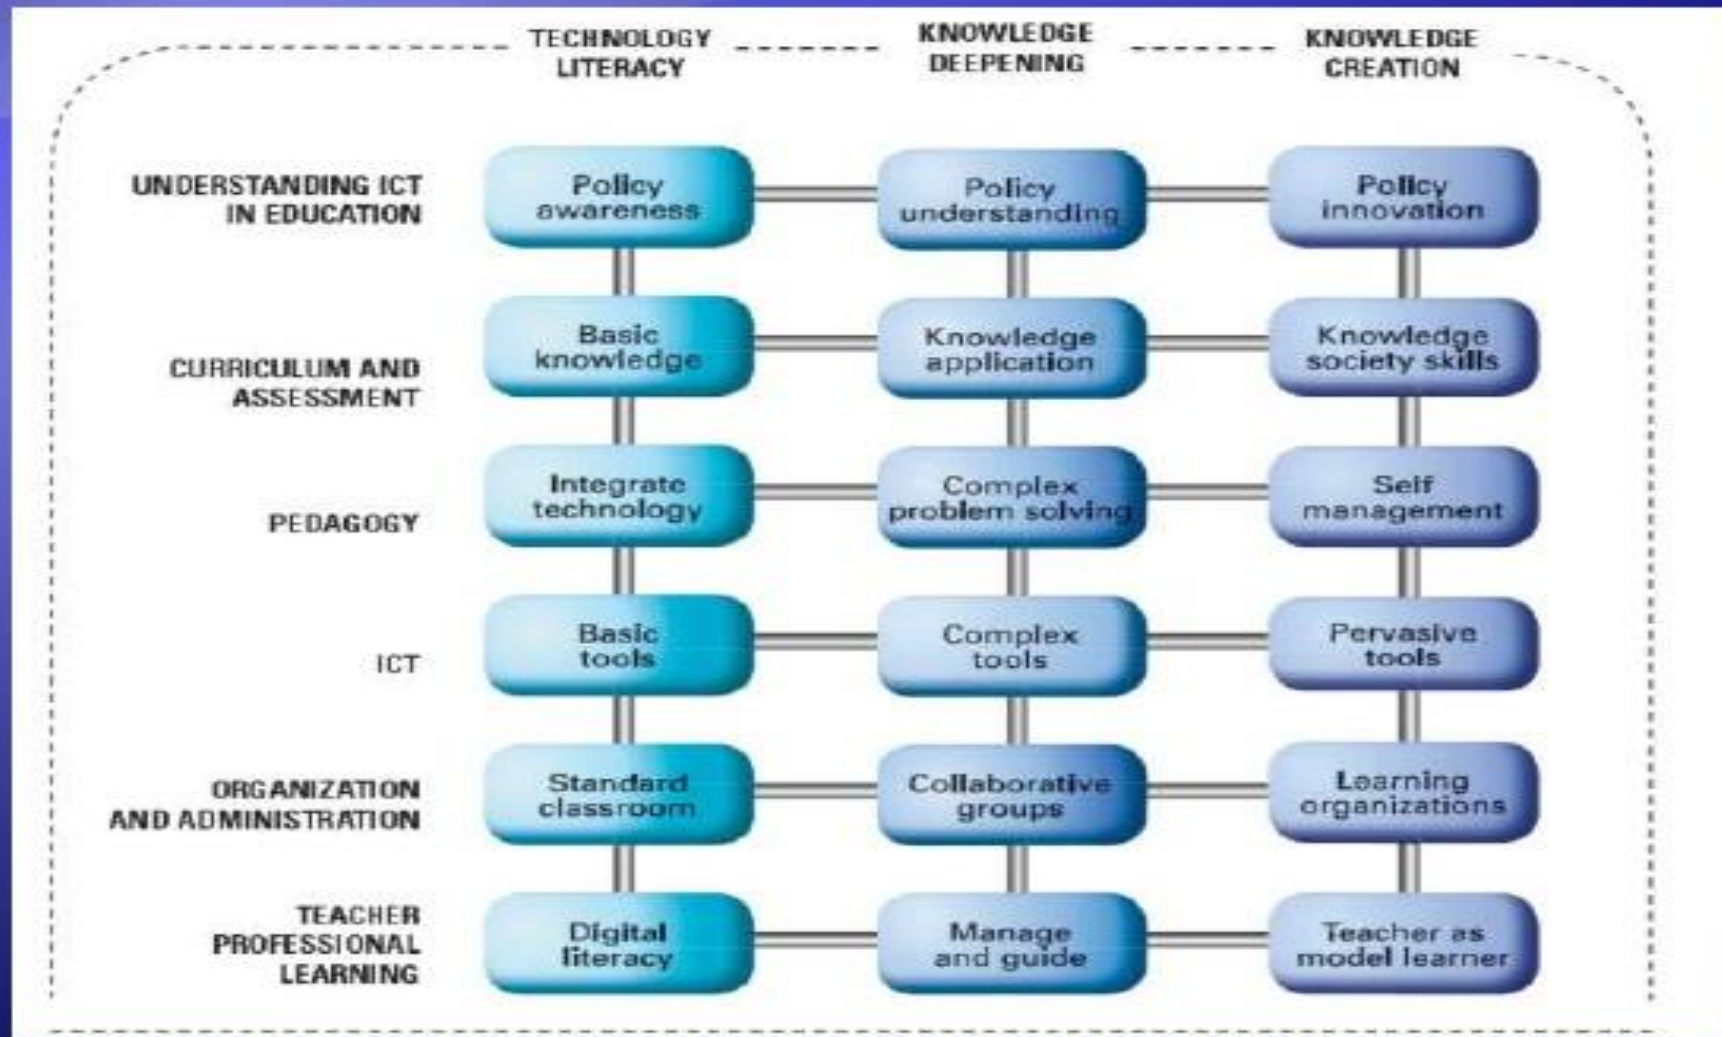 TECHNOLOGY
LITERACY
KNOWLEDGE
DEEPENING
KNOWLEDGE
CREATION
UNDERSTANDING ICT
IN EDUCATION
Policy
awareness
Policy
understanding
Policy
innovation
CURRICULUM AND
ASSESSMENT
Basic
knowledge
Knowledge
application
Knowledge
society skills
PEDAGOGY
Integrate
technology
Complex
problem solving
Self
management
ICT
Basic
tools
Complex
tools
Pervasive
tools
ORGANIZATION
AND ADMINISTRATION
Standard
classroom
Collaborative
groups
Learning
organizations
TEACHER
PROFESSIONAL
LEARNING
Digital
literacy
Manage
and guide
Teacher as
model learner